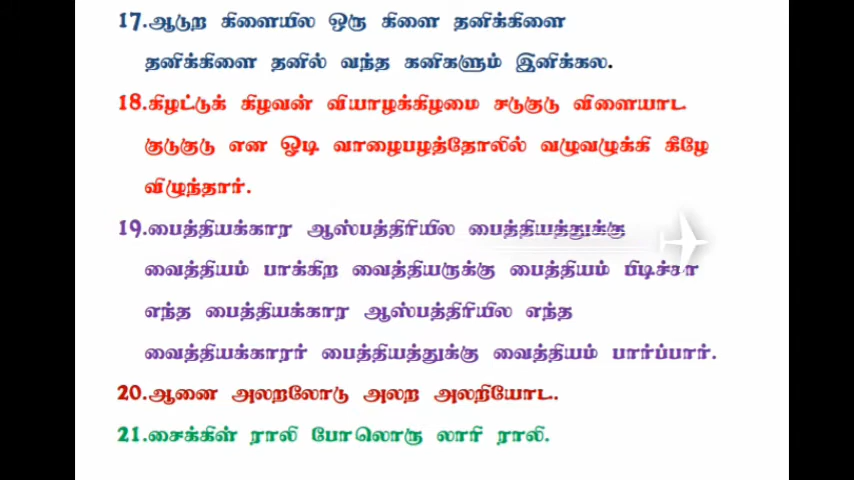 17.ஆடுற கிளையில ஒரு கிளை தனிக்கிளை
தனிக்கிளை தனில் வந்த கனிகளும் இனிக்கல.
18.கிழட்டுக் கிழவன் வியாழக்கிழமை சடுகுடு விளையாட
குடுகுடு என ஓடி வாழைபழத்தோலில் வழுவழுக்கி கீழே
விழுந்தார்.
19.பைத்தியக்கார ஆஸ்பத்திரியில பைத்தியத்துக்கு
வைத்தியம் பாக்கிற வைத்தியருக்கு பைத்தியம் பிடிச்சா
எந்த பைத்தியக்கார ஆஸ்பத்திரியில எந்த
வைத்தியக்காரர் பைத்தியத்துக்கு வைத்தியம் பார்ப்பார்.
20.ஆனை அலறலோடு அலற அலறியோட.
21.சைக்கிள் ராலி போலொரு லாரி ராலி.